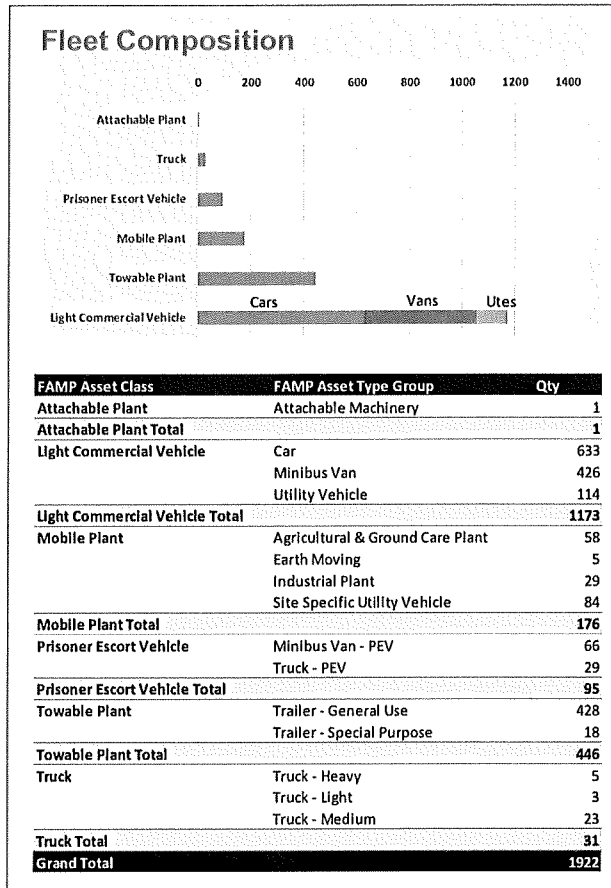 Fleet Composition
0 200 400 600 800 1000 1200 1400
Attachable Plant
Truck
Prisoner Escort Vehicle
Mobile Plant
Towable Plant
Cars Vans Utes
Light Commercial Vehicle
FAMP Asset Class FAMP Asset Type Group Qty
Attachable Plant Attachable Machinery 1
Attachable Plant Total 1
Light Commercial Vehicle Car 633
Minibus Van 426
Utility Vehicle 114
Light Commercial Vehicle Total 1173
Mobile Plant Agricultural & Ground Care Plant 58
Earth Moving 5
Industrial Plant 29
Site Specific Utility Vehicle 84
Mobile Plant Total 176
Prisoner Escort Vehicle Minibus Van - PEV 66
Truck - PEV 29
Prisoner Escort Vehicle Total 95
Towable Plant Trailer - General Use 428
Trailer - Special Purpose 18
Towable Plant Total 446
Truck Truck - Heavy 5
Truck - Light 3
Truck - Medium 23
Truck Total 31
Grand Total 1922